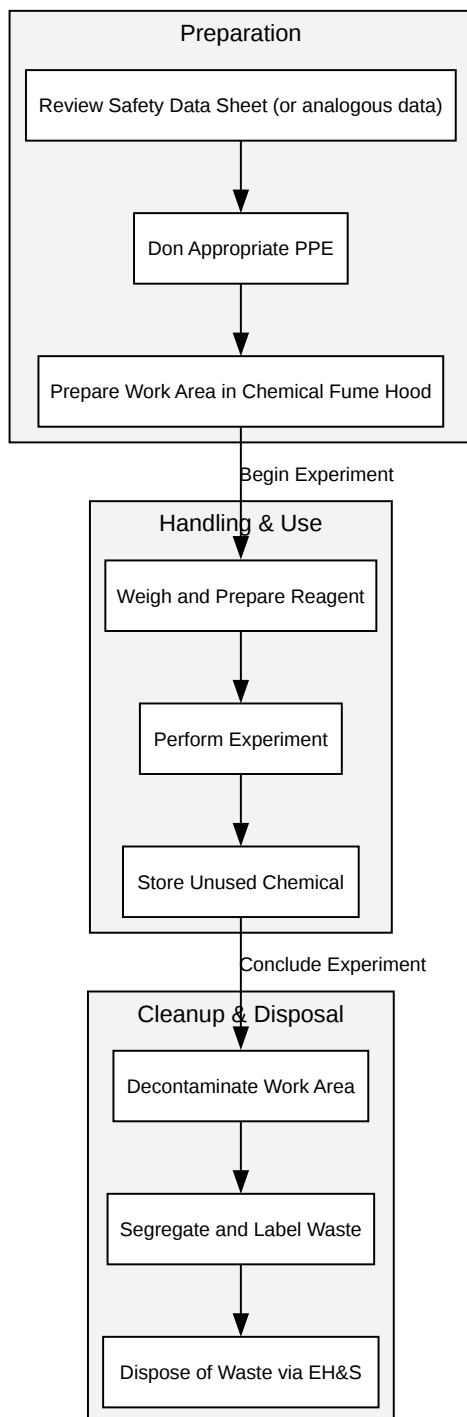 Preparation
Review Safety Data Sheet (or analogous data)
Don Appropriate PPE
Prepare Work Area in Chemical Fume Hood
Begin Experiment
Handling & Use
Weigh and Prepare Reagent
Perform Experiment
Store Unused Chemical
Conclude Experiment
Cleanup & Disposal
Decontaminate Work Area
Segregate and Label Waste
Dispose of Waste via EH&S